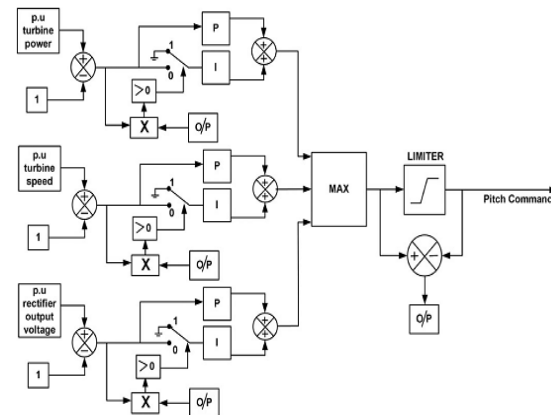 p.u
turbine
power
1
+
−
1
0
P
I
>0
X
O/P
+
+
p.u
turbine
speed
1
+
−
1
0
P
I
>0
X
O/P
+
+
p.u
rectifier
output
voltage
1
+
−
1
0
P
I
>0
X
O/P
+
+
MAX
LIMITER
Pitch Command
+
−
O/P